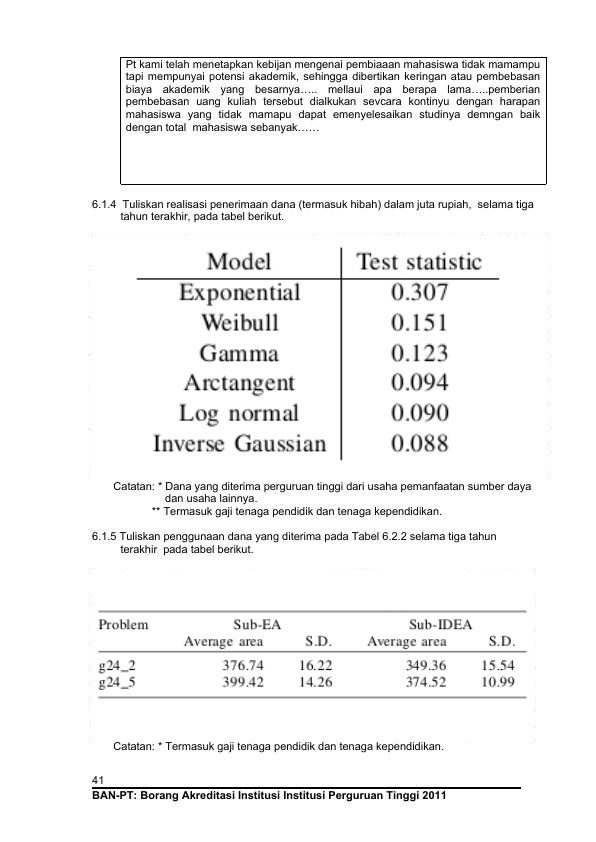 Pt kami telah menetapkan kebijan mengenai pembiaaan mahasiswa tidak mamampu
tapi mempunyai potensi akademik, sehingga dibertikan keringan atau pembebasan
biaya akademik yang besarnya….. mellaui apa berapa lama…..pemberian
pembebasan uang kuliah tersebut dialkukan sevcara kontinyu dengan harapan
mahasiswa yang tidak mamapu dapat emenyelesaikan studinya demngan baik
dengan total mahasiswa sebanyak……
6.1.4 Tuliskan realisasi penerimaan dana (termasuk hibah) dalam juta rupiah, selama tiga
tahun terakhir, pada tabel berikut.
Model Test statistic
Exponential 0.307
Weibull 0.151
Gamma 0.123
Arctangent 0.094
Log normal 0.090
Inverse Gaussian 0.088
Catatan: * Dana yang diterima perguruan tinggi dari usaha pemanfaatan sumber daya
dan usaha lainnya.
** Termasuk gaji tenaga pendidik dan tenaga kependidikan.
6.1.5 Tuliskan penggunaan dana yang diterima pada Tabel 6.2.2 selama tiga tahun
terakhir pada tabel berikut.
Problem Sub-EA Sub-IDEA
Average area S.D. Average area S.D.
g24_2 376.74 16.22 349.36 15.54
g24_5 399.42 14.26 374.52 10.99
Catatan: * Termasuk gaji tenaga pendidik dan tenaga kependidikan.
41
BAN-PT: Borang Akreditasi Institusi Institusi Perguruan Tinggi 2011